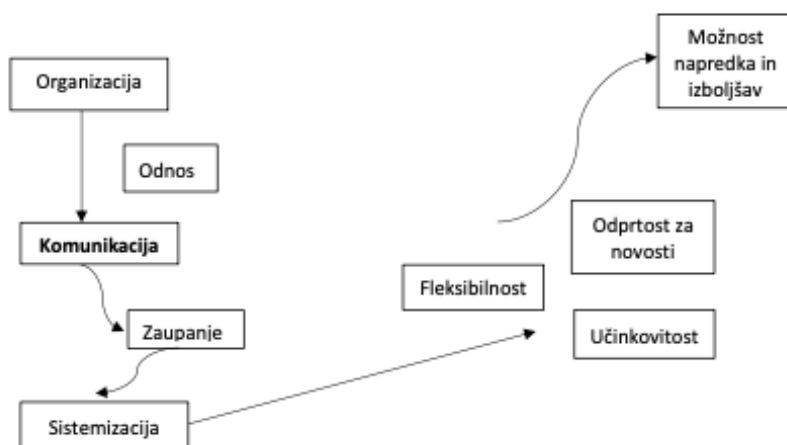 Možnost
napredka in
izboljšav
Organizacija
Odnos
Komunikacija
Odprtost za
novosti
Fleksibilnost
Zaupanje
Učinkovitost
Sistemizacija